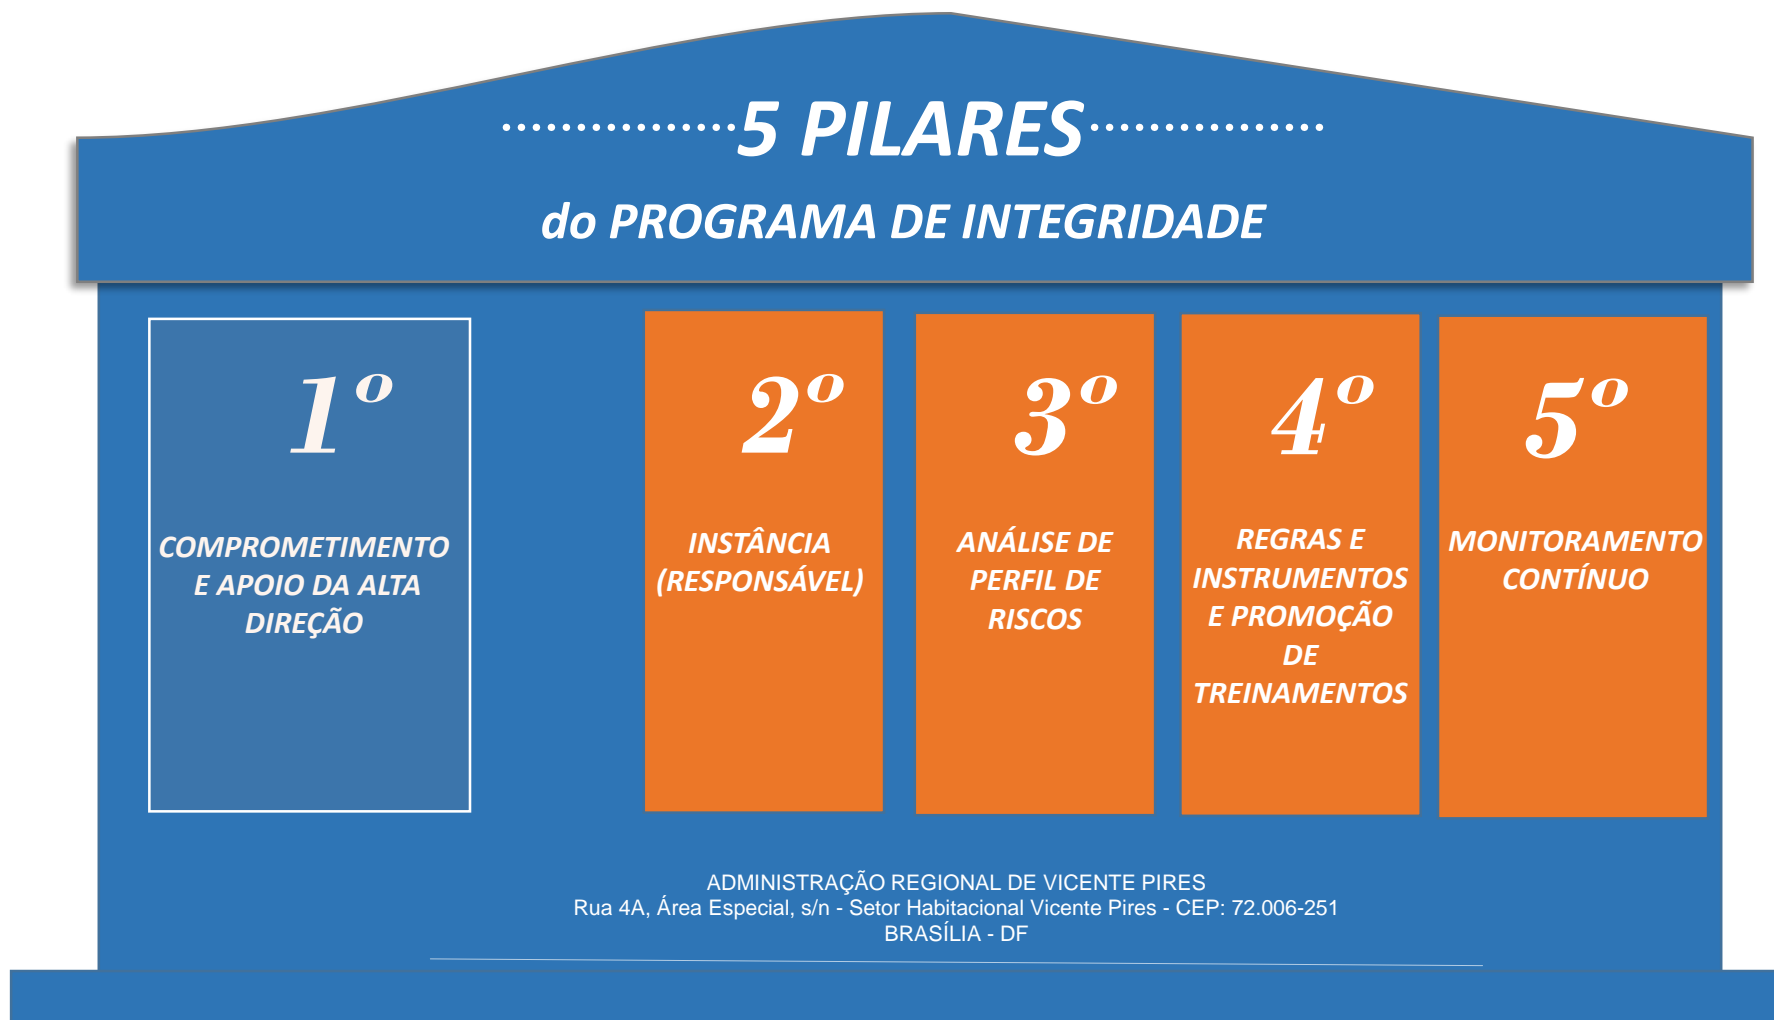 5 PILARES
do PROGRAMA DE INTEGRIDADE
1º
COMPROMETIMENTO
E APOIO DA ALTA
DIREÇÃO
2º
INSTÂNCIA
(RESPONSÁVEL)
3º
ANÁLISE DE
PERFIL DE
RISCOS
4º
REGRAS E
INSTRUMENTOS
E PROMOÇÃO
DE
TREINAMENTOS
5º
MONITORAMENTO
CONTÍNUO
ADMINISTRAÇÃO REGIONAL DE VICENTE PIRES
Rua 4A, Área Especial, s/n - Setor Habitacional Vicente Pires - CEP: 72.006-251
BRASÍLIA - DF